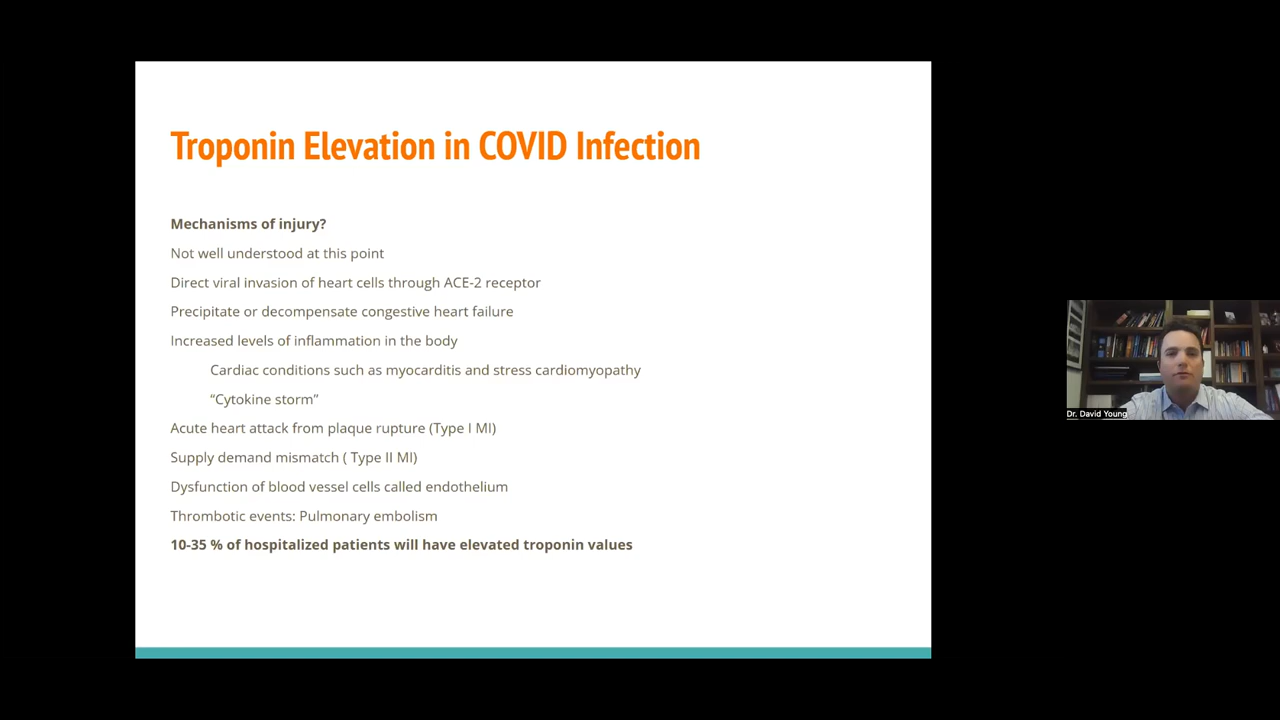 Troponin Elevation in COVID Infection
Mechanisms of injury?
Not well understood at this point
Direct viral invasion of heart cells through ACE-2 receptor
Precipitate or decompensate congestive heart failure
Increased levels of inflammation in the body
Cardiac conditions such as myocarditis and stress cardiomyopathy
“Cytokine storm”
Acute heart attack from plaque rupture (Type I MI)
Supply demand mismatch ( Type II MI)
Dysfunction of blood vessel cells called endothelium
Thrombotic events: Pulmonary embolism
10-35 % of hospitalized patients will have elevated troponin values
Dr. David Young